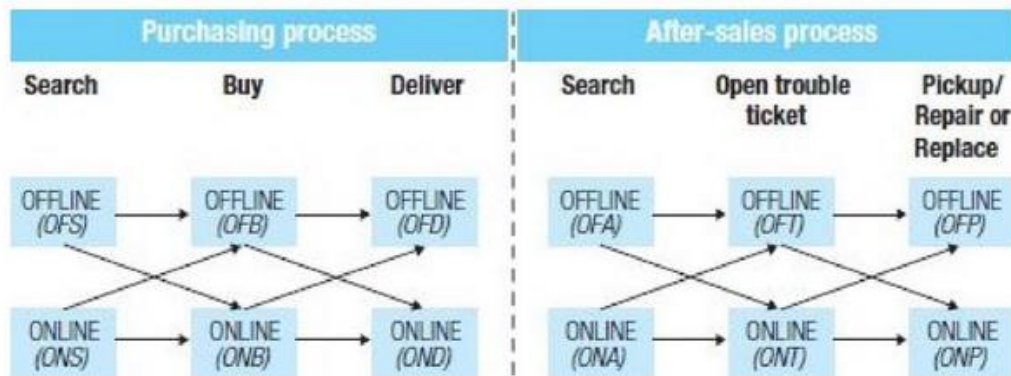 Purchasing process
After-sales process
Search
Buy
Deliver
Search
Open trouble
ticket
Pickup/
Repair or
Replace
OFFLINE
(OFS)
OFFLINE
(OFB)
OFFLINE
(OFD)
OFFLINE
(OFA)
OFFLINE
(OFT)
OFFLINE
(OFP)
ONLINE
(ONS)
ONLINE
(ONB)
ONLINE
(OND)
ONLINE
(ONA)
ONLINE
(ONT)
ONLINE
(ONP)